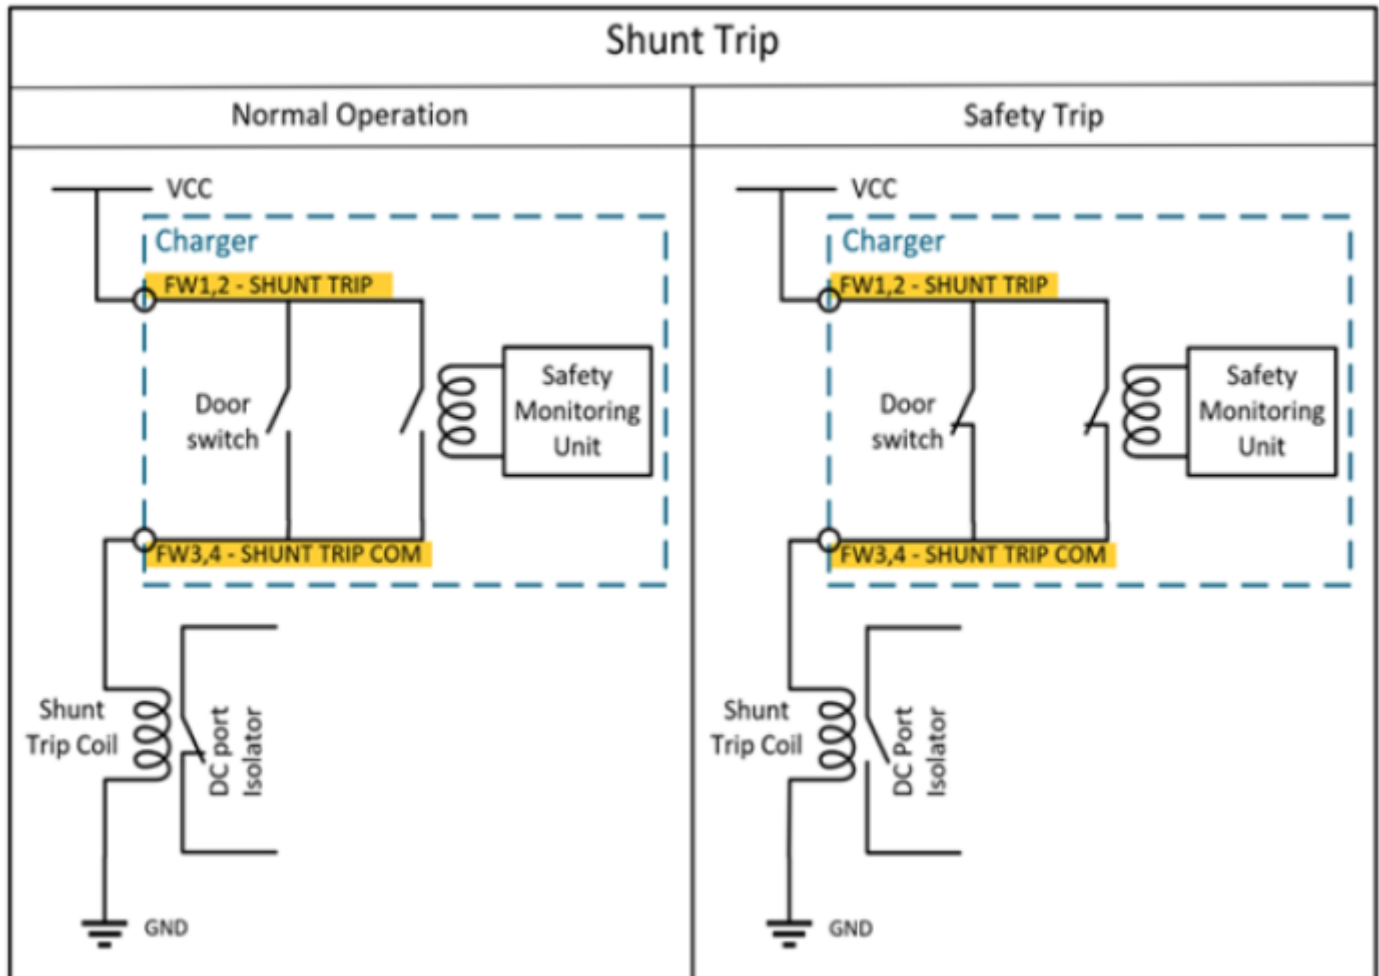 Shunt Trip
Normal Operation
Safety Trip
VCC
Charger
FW1,2 - SHUNT TRIP
Door
switch
Safety
Monitoring
Unit
FW3,4 - SHUNT TRIP COM
Shunt
Trip Coil
DC port
Isolator
GND
VCC
Charger
FW1,2 - SHUNT TRIP
Door
switch
Safety
Monitoring
Unit
FW3,4 - SHUNT TRIP COM
Shunt
Trip Coil
DC Port
Isolator
GND